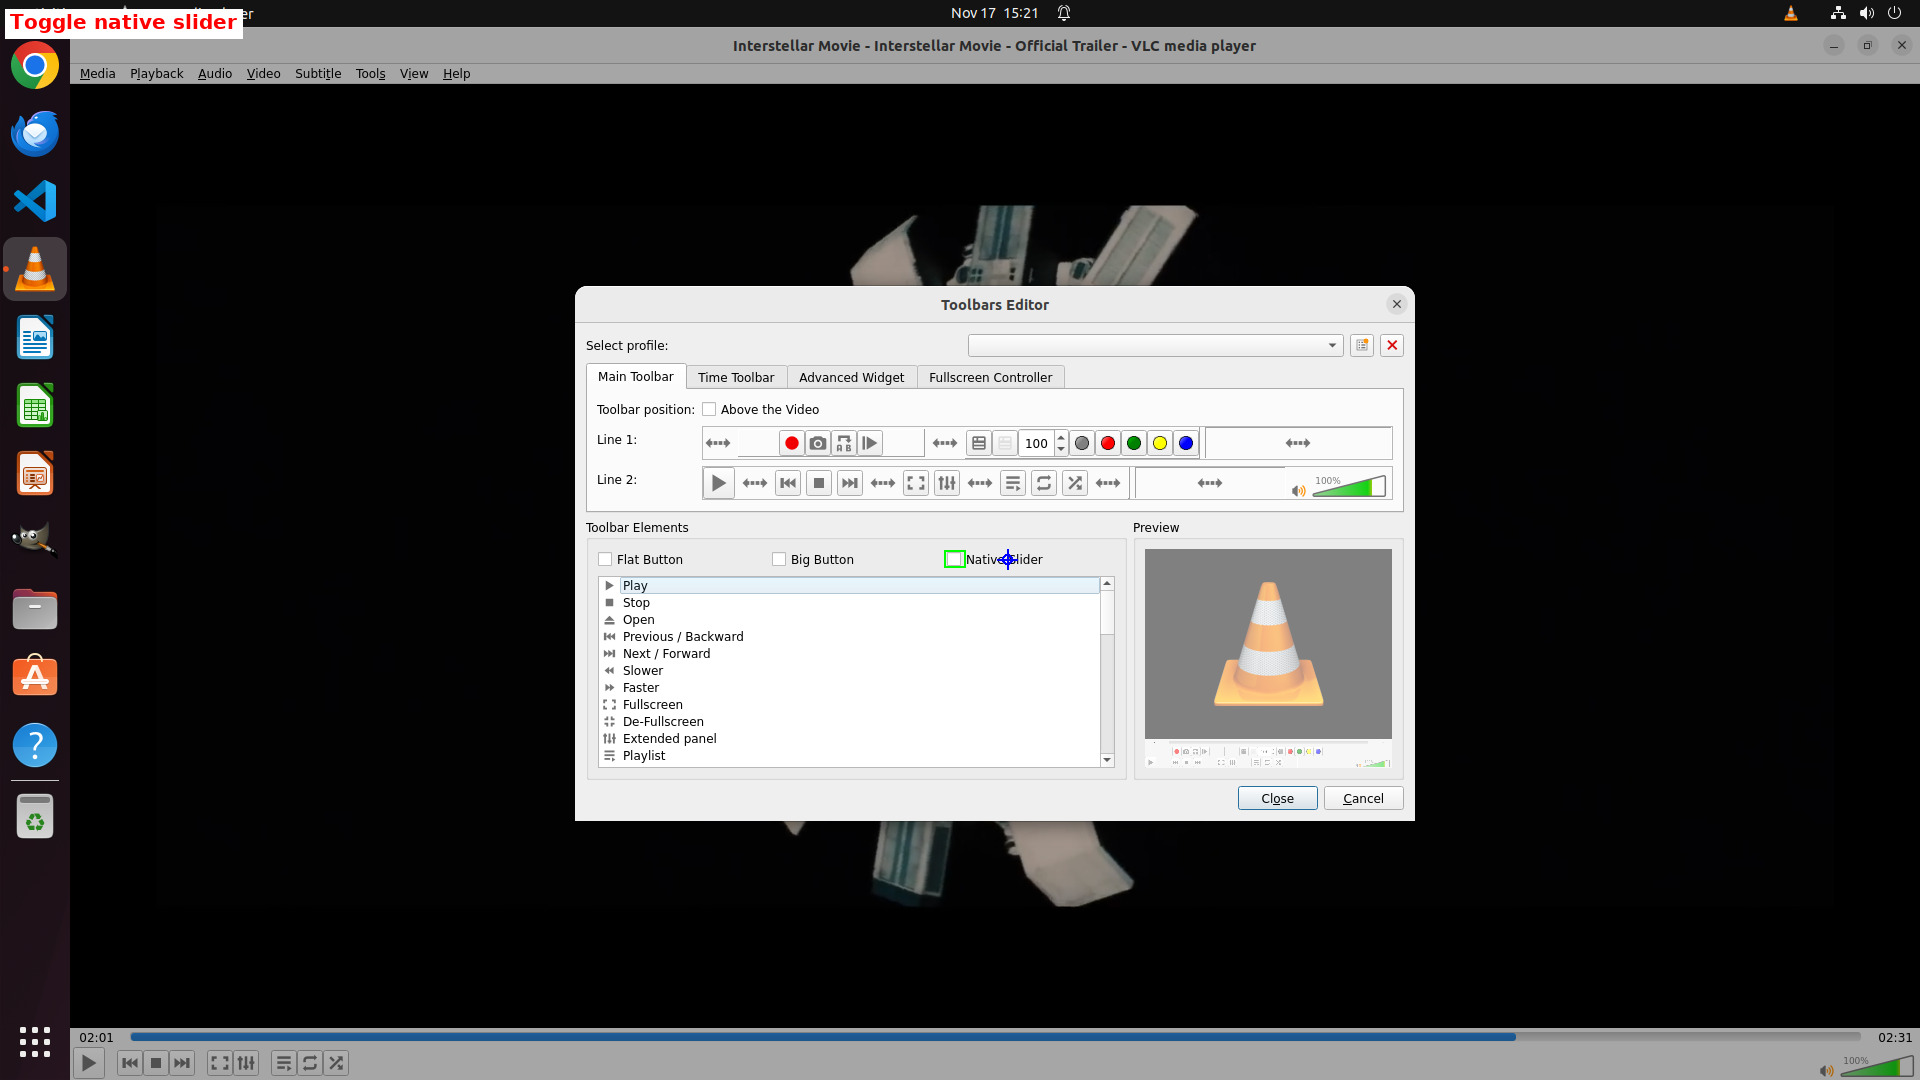 Toggle native slider
Nov 17 15:21
Interstellar Movie - Interstellar Movie - Official Trailer - VLC media player
Media Playback Audio Video Subtitle Tools View Help
Toolbars Editor
Select profile:
Main Toolbar Time Toolbar Advanced Widget Fullscreen Controller
Toolbar position: Above the Video
Line 1:
100
Line 2:
100%
Toolbar Elements
Preview
Flat Button Big Button Native Slider
Play
Stop
Open
Previous / Backward
Next / Forward
Slower
Faster
Fullscreen
De-Fullscreen
Extended panel
Playlist
Close Cancel
02:01 02:31
100%